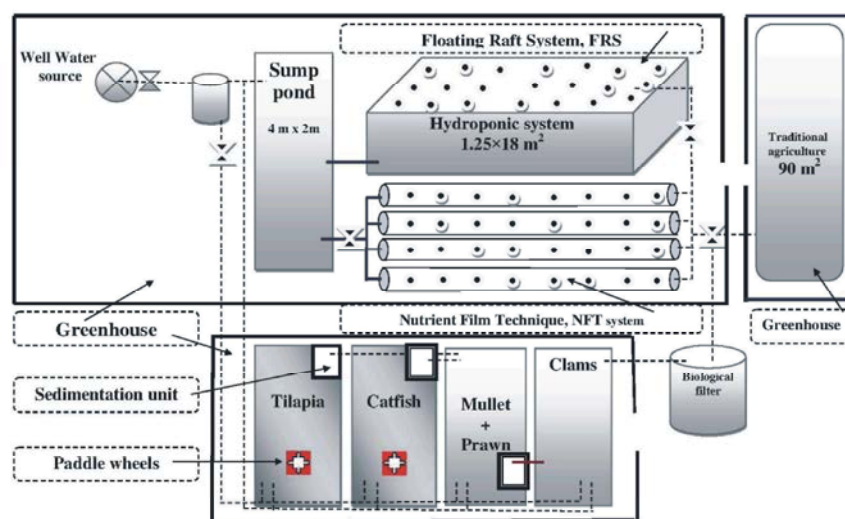 Well Water
source
Sump
pond
4 m x 2m
Floating Raft System, FRS
Hydroponic system
1.25×18 m²
Traditional
agriculture
90 m²
Nutrient Film Technique, NFT system
Greenhouse
Greenhouse
Sedimentation unit
Paddle wheels
Tilapia
Catfish
Mullet
+
Prawn
Clams
Biological
filter